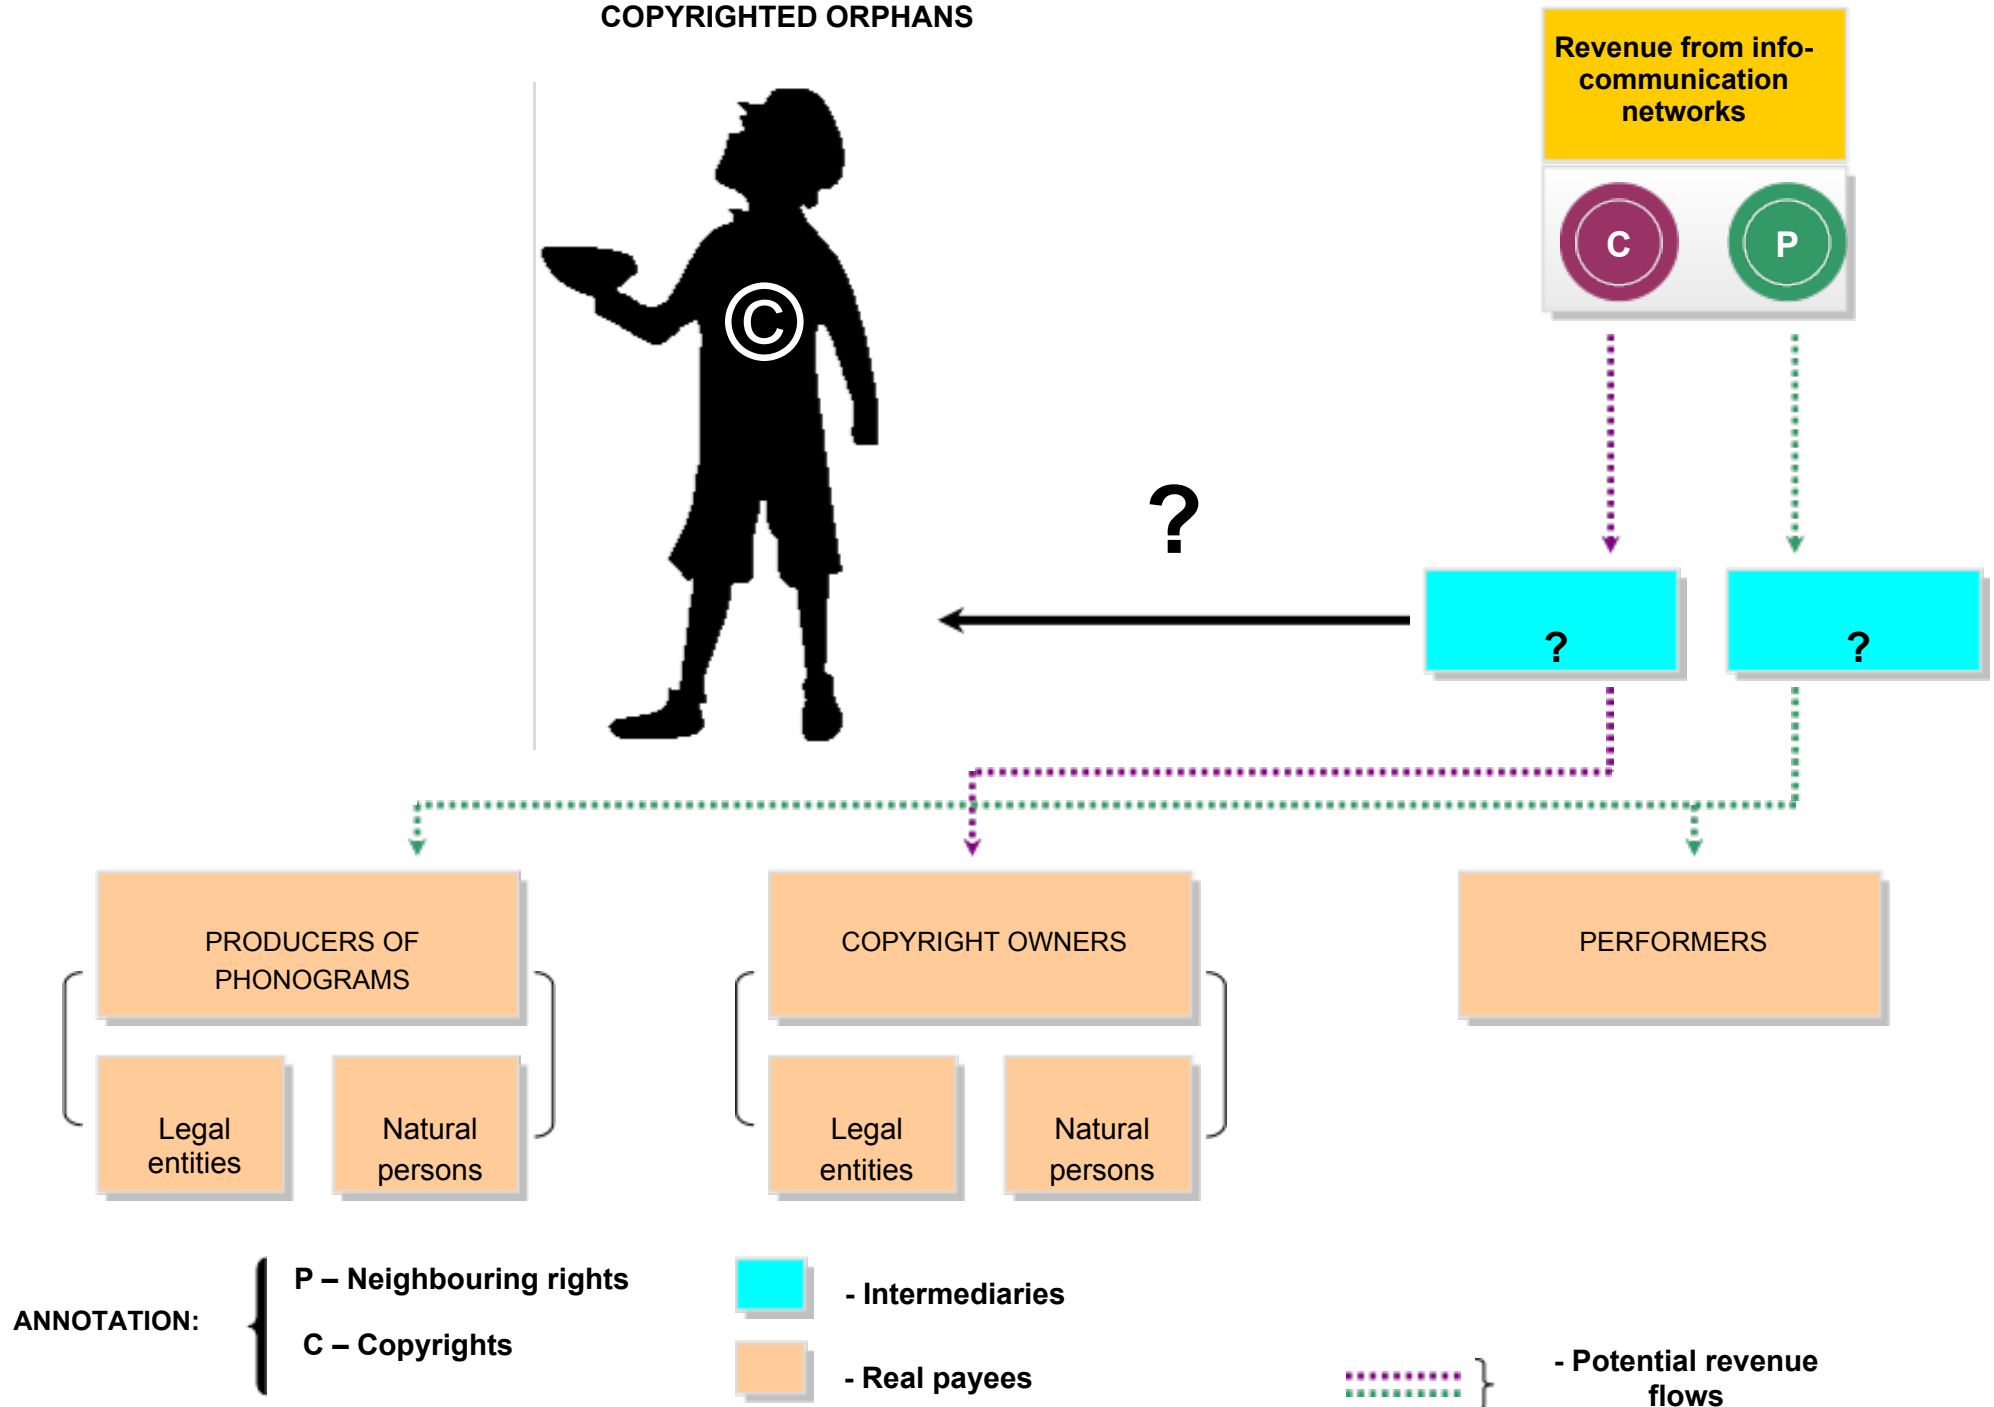 COPYRIGHTED ORPHANS
Revenue from info-
communication
networks
C P
©
?
? ?
PRODUCERS OF
PHONOGRAMS
COPYRIGHT OWNERS
PERFORMERS
Legal
entities
Natural
persons
Legal
entities
Natural
persons
ANNOTATION:
P – Neighbouring rights
C – Copyrights
- Intermediaries
- Real payees
- Potential revenue
flows